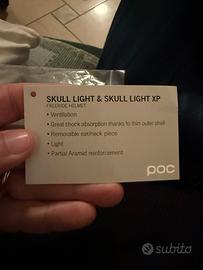 SKULL LIGHT & SKULL LIGHT XP
FREERIDE HELMET
• Ventilation
• Great shock absorption thanks to thin outer shell
• Removable ear/neck piece
• Light
• Partial Aramid reinforcement
poc
subito